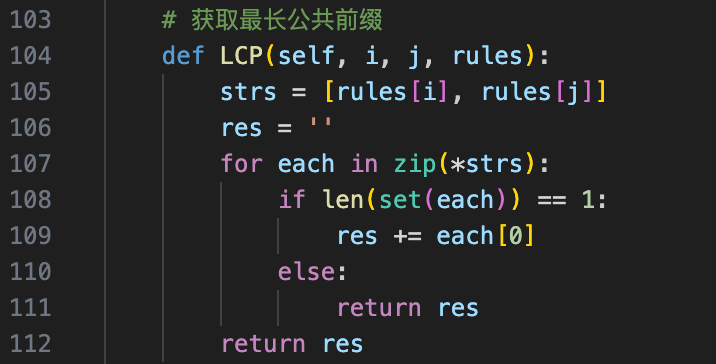 103 # 获取最长公共前缀
104 def LCP(self, i, j, rules):
105 strs = [rules[i], rules[j]]
106 res = ''
107 for each in zip(*strs):
108 if len(set(each)) == 1:
109 res += each[0]
110 else:
111 return res
112 return res